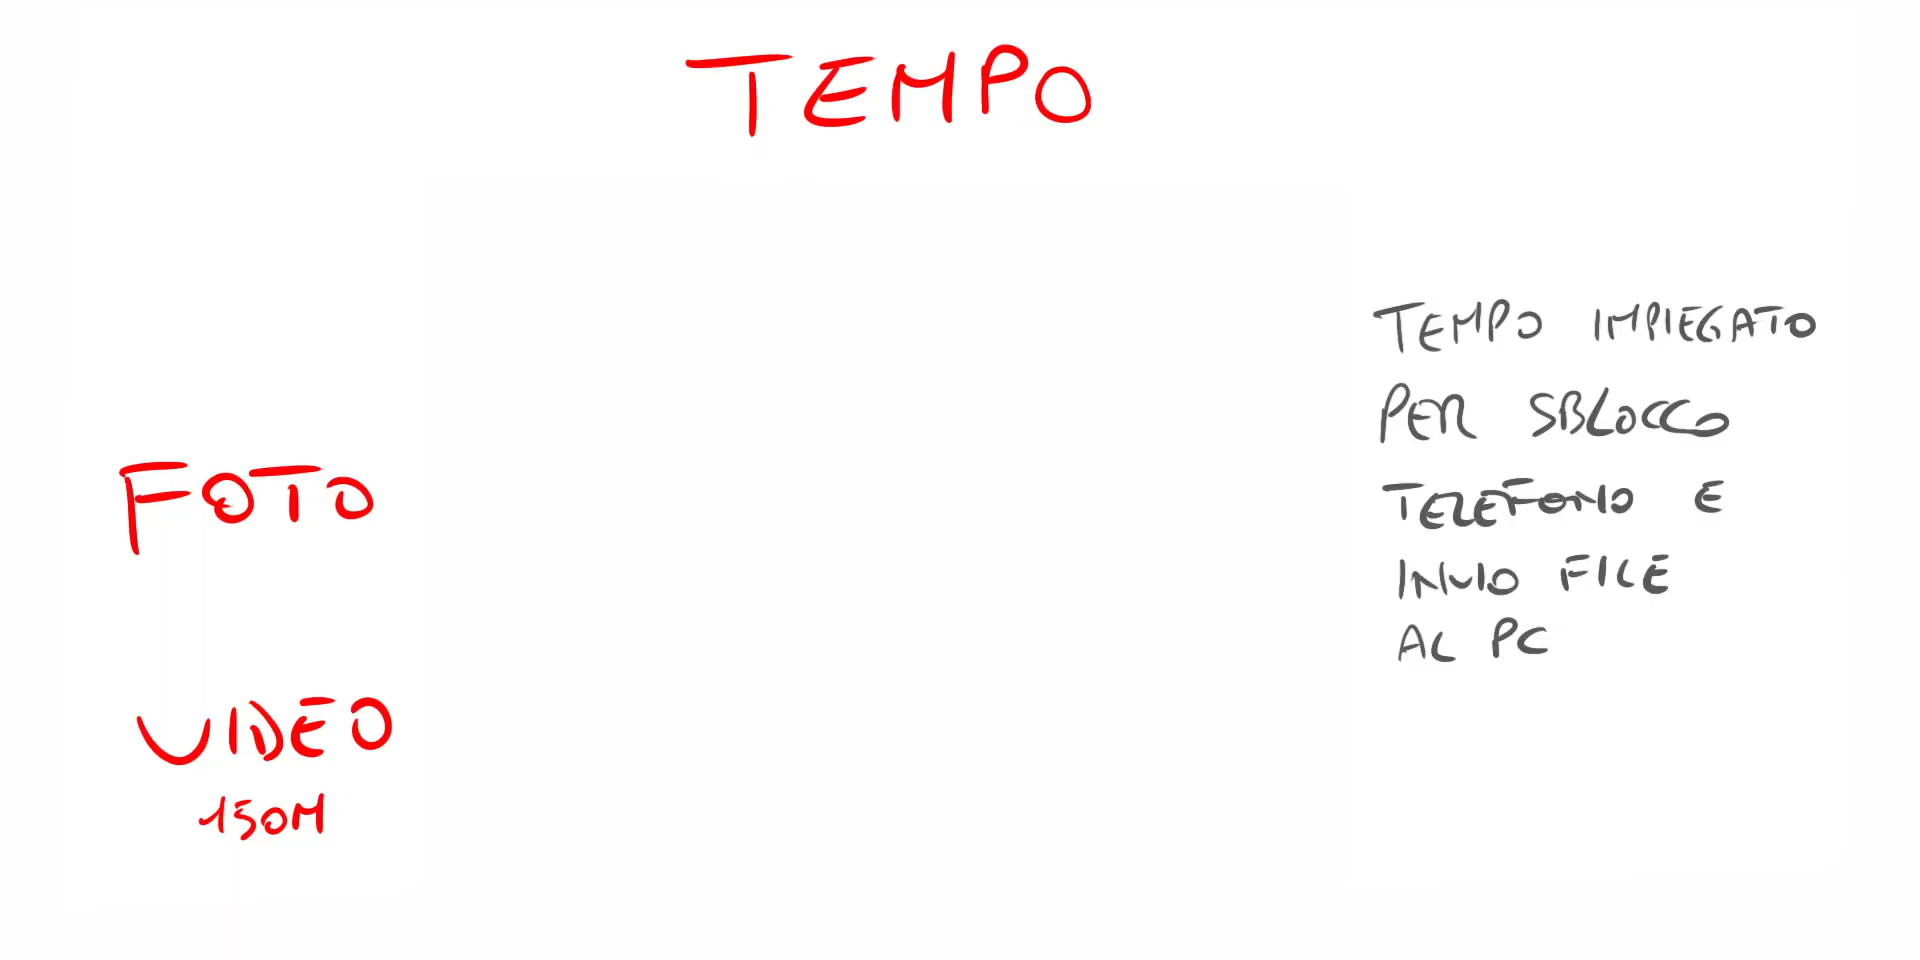 TEMPO
FOTO
VIDEO
150M
TEMPO IMPIEGATO
PER SBLOCCO
TELEFONO E
INVIO FILE
AL PC